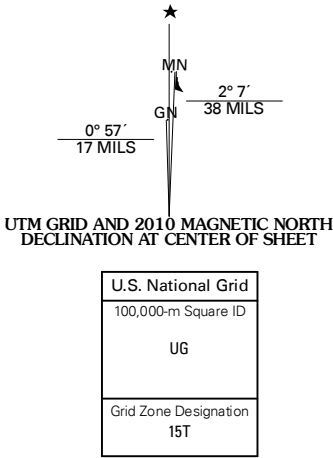 ★
MN
GN
2° 7´
38 MILS
0° 57´
17 MILS
UTM GRID AND 2010 MAGNETIC NORTH
DECLINATION AT CENTER OF SHEET
U.S. National Grid
100,000-m Square ID
UG
Grid Zone Designation
15T